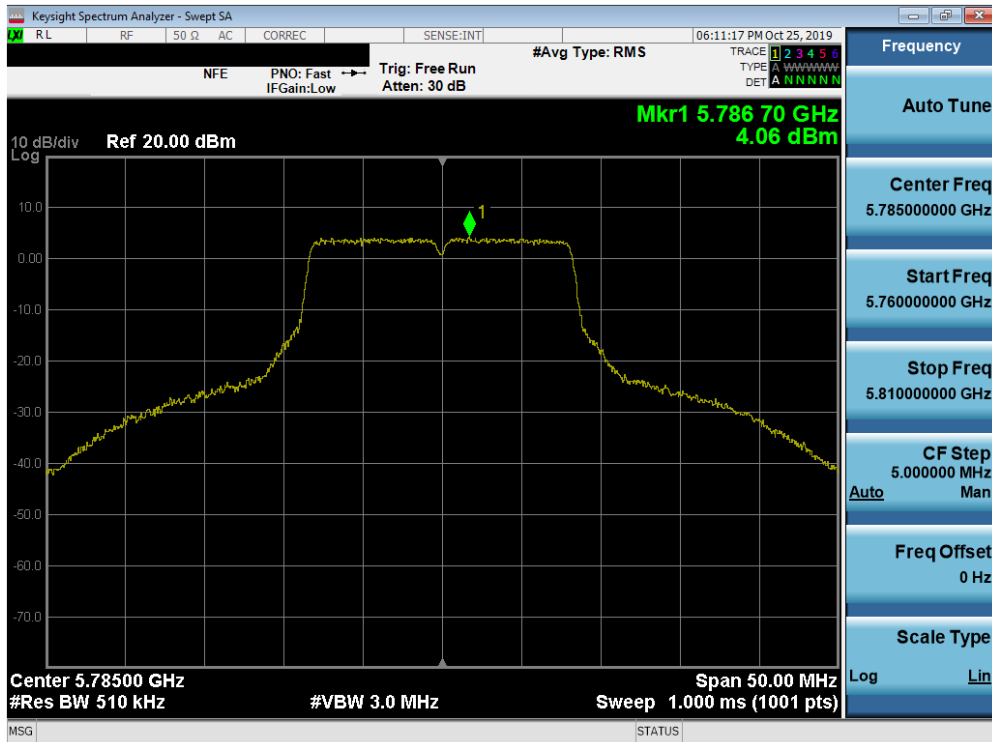 Keysight Spectrum Analyzer - Swept SA
LXI RL RF 50 Ω AC CORREC SENSE:INT 06:11:17 PM Oct 25, 2019
NFE PNO: Fast IFGain:Low
Trig: Free Run
Atten: 30 dB
#Avg Type: RMS
TRACE 1 2 3 4 5 6
TYPE A WWWWW
DET A N N N N N
Mkr1 5.786 70 GHz
4.06 dBm
10 dB/div Ref 20.00 dBm
Log
1
10.0
0.00
-10.0
-20.0
-30.0
-40.0
-50.0
-60.0
-70.0
Center 5.78500 GHz Span 50.00 MHz
#Res BW 510 kHz #VBW 3.0 MHz Sweep 1.000 ms (1001 pts)
MSG STATUS
Frequency
Auto Tune
Center Freq
5.785000000 GHz
Start Freq
5.760000000 GHz
Stop Freq
5.810000000 GHz
CF Step
5.000000 MHz
Auto Man
Freq Offset
0 Hz
Scale Type
Log Lin